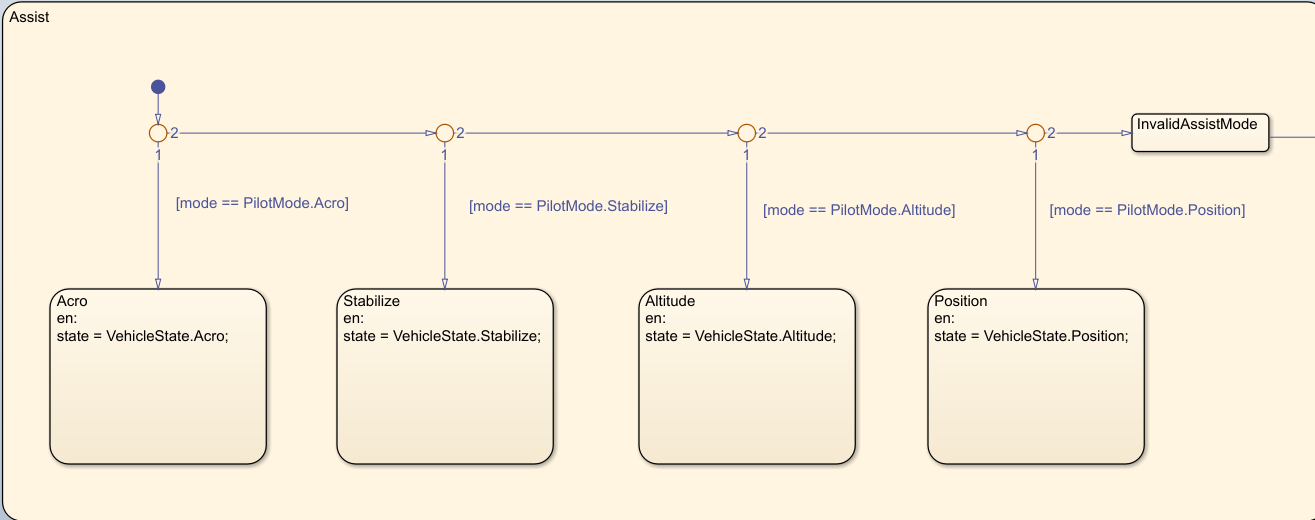 Assist
2
2
2
2
InvalidAssistMode
1
1
1
1
[mode == PilotMode.Acro]
[mode == PilotMode.Stabilize]
[mode == PilotMode.Altitude]
[mode == PilotMode.Position]
Acro
en:
state = VehicleState.Acro;
Stabilize
en:
state = VehicleState.Stabilize;
Altitude
en:
state = VehicleState.Altitude;
Position
en:
state = VehicleState.Position;